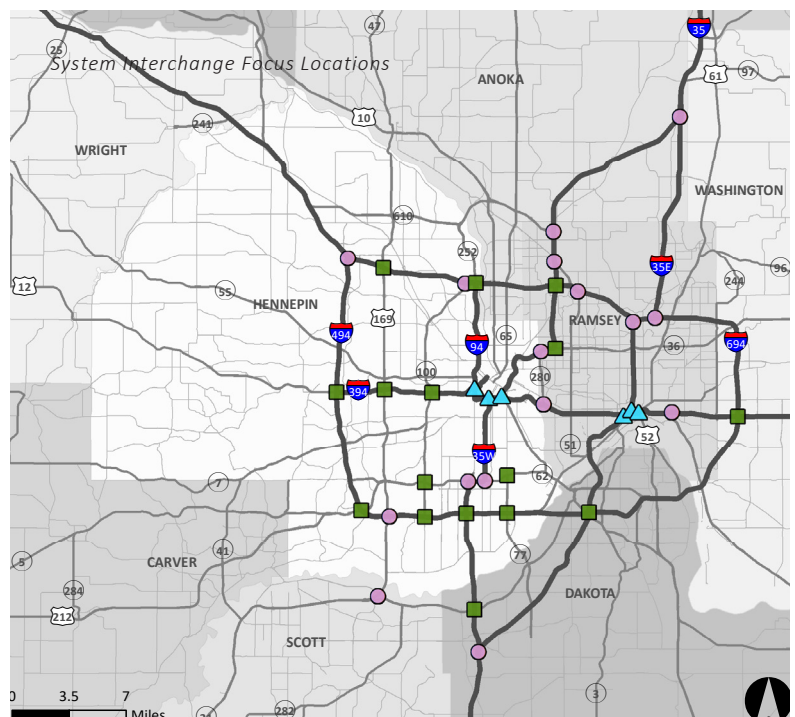 47
35
25
System Interchange Focus Locations
ANOKA
61
97
10
241
WRIGHT
WASHINGTON
610
252
35E
96
244
12
55
HENNEPIN
169
RAMSEY
65
494
94
36
694
100
280
394
52
51
35W
62
7
41
77
5
CARVER
284
DAKOTA
212
SCOTT
3
0 3.5 7
282
Miles